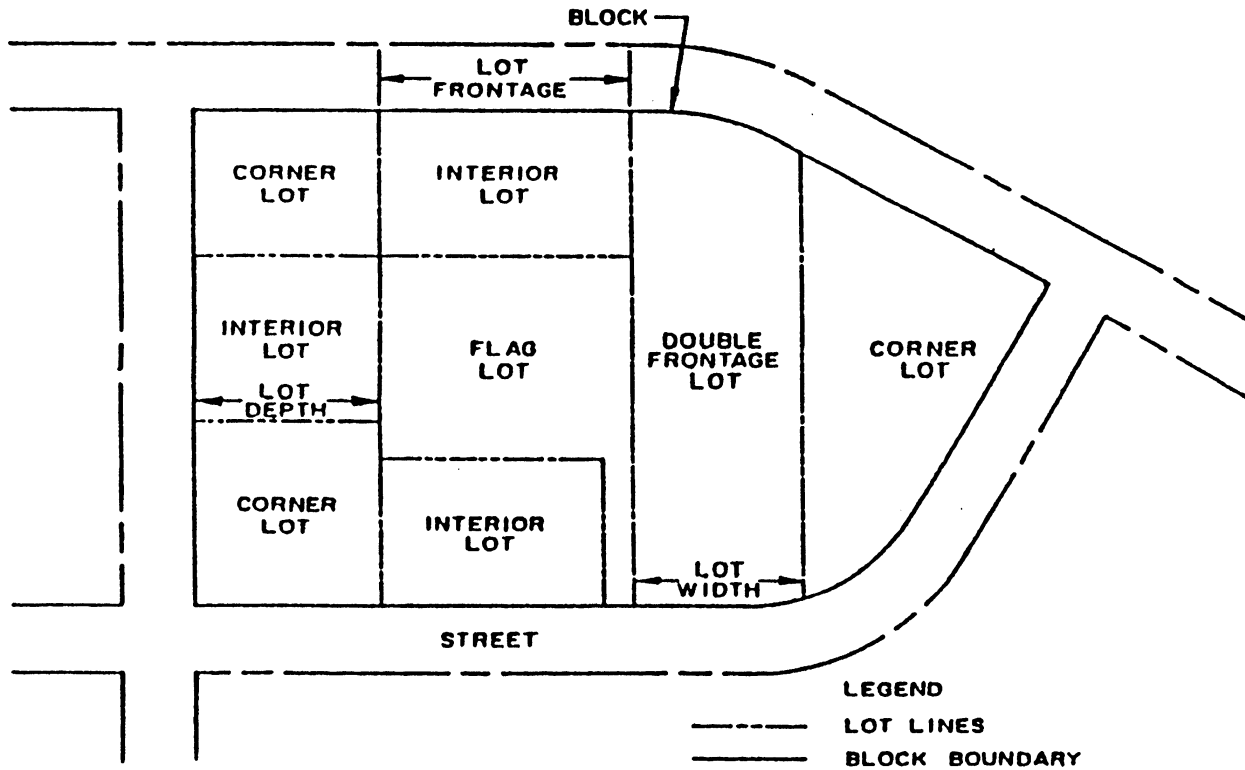 BLOCK
LOT
FRONTAGE
CORNER
LOT
INTERIOR
LOT
INTERIOR
LOT
LOT
DEPTH
FLAG
LOT
DOUBLE
FRONTAGE
LOT
CORNER
LOT
CORNER
LOT
INTERIOR
LOT
LOT
WIDTH
STREET
LEGEND
LOT LINES
BLOCK BOUNDARY